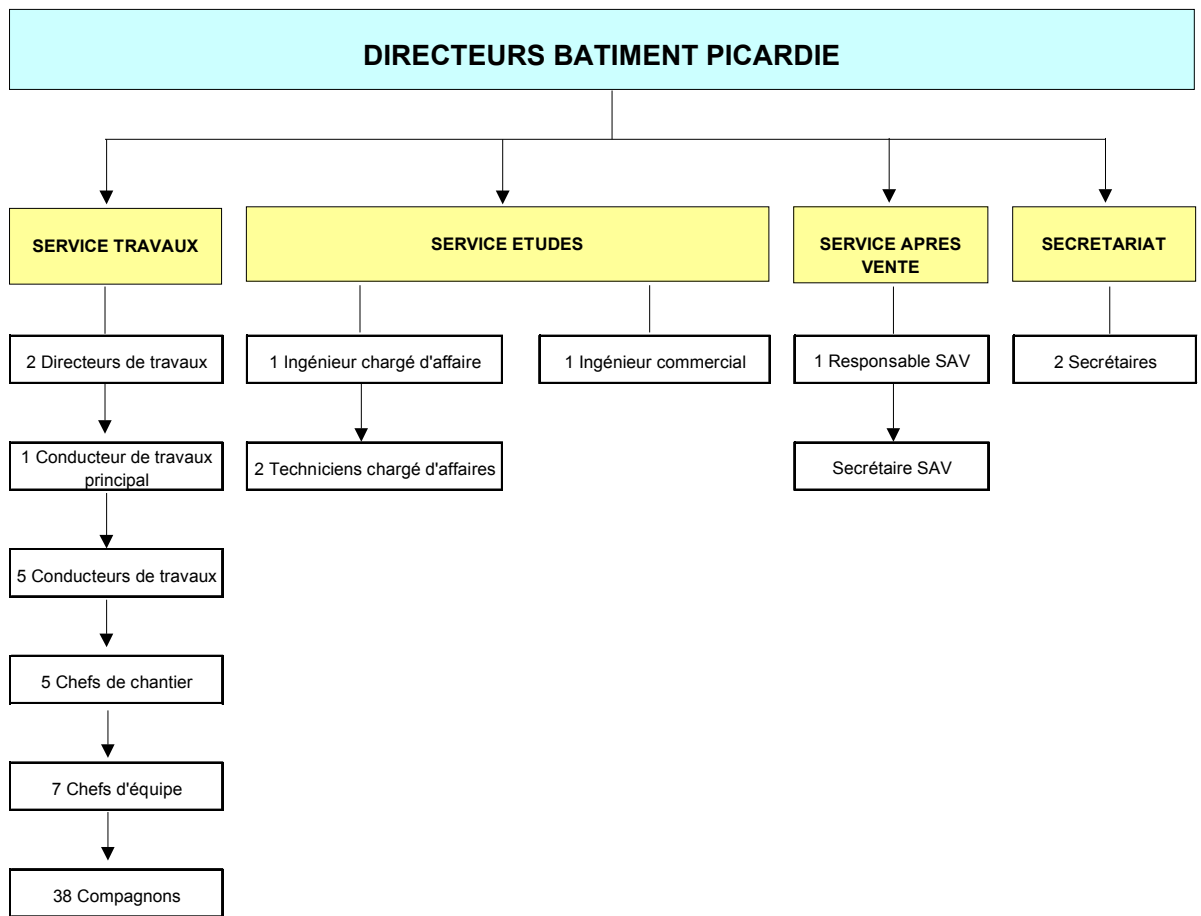 DIRECTEURS BATIMENT PICARDIE
SERVICE TRAVAUX
SERVICE ETUDES
SERVICE APRES
VENTE
SECRETARIAT
2 Directeurs de travaux
1 Ingénieur chargé d'affaire
1 Ingénieur commercial
1 Responsable SAV
2 Secrétaires
1 Conducteur de travaux
principal
2 Techniciens chargé d'affaires
Secrétaire SAV
5 Conducteurs de travaux
5 Chefs de chantier
7 Chefs d'équipe
38 Compagnons